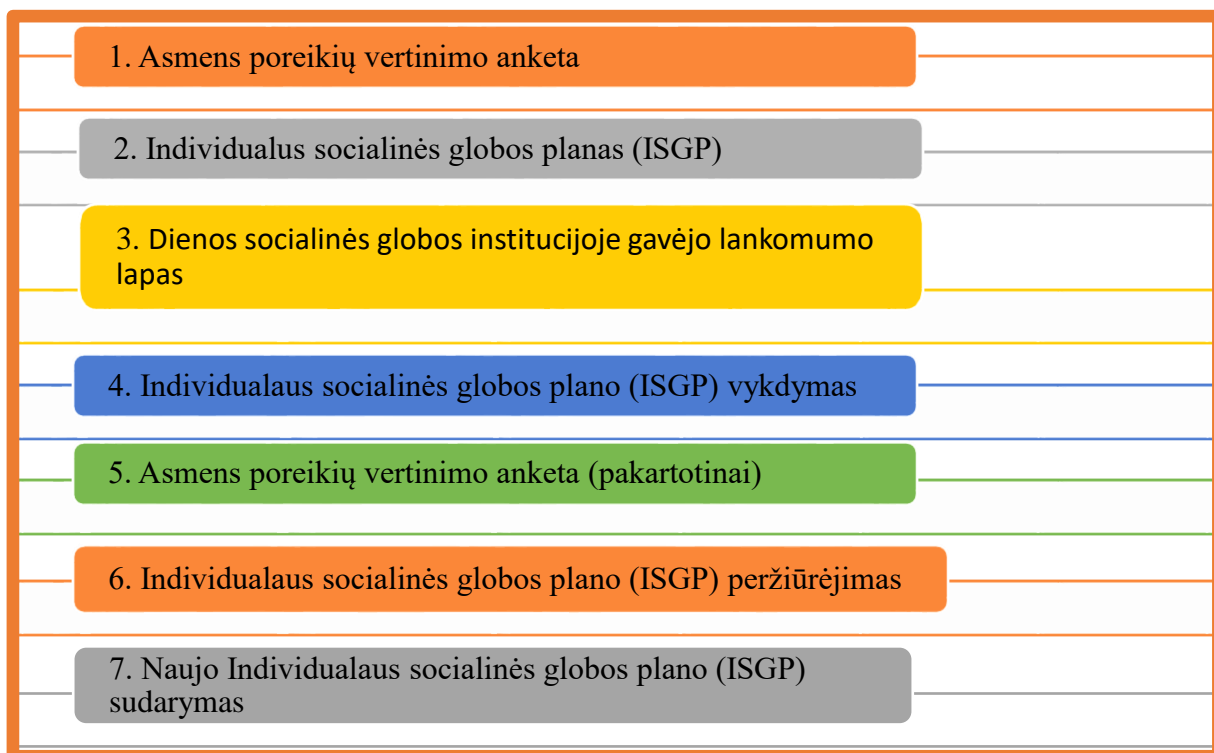 1. Asmens poreikių vertinimo anketa
2. Individualus socialinės globos planas (ISGP)
3. Dienos socialinės globos institucijoje gavėjo lankomumo
lapas
4. Individualaus socialinės globos plano (ISGP) vykdymas
5. Asmens poreikių vertinimo anketa (pakartotinai)
6. Individualaus socialinės globos plano (ISGP) peržiūrėjimas
7. Naujo Individualaus socialinės globos plano (ISGP)
sudarymas